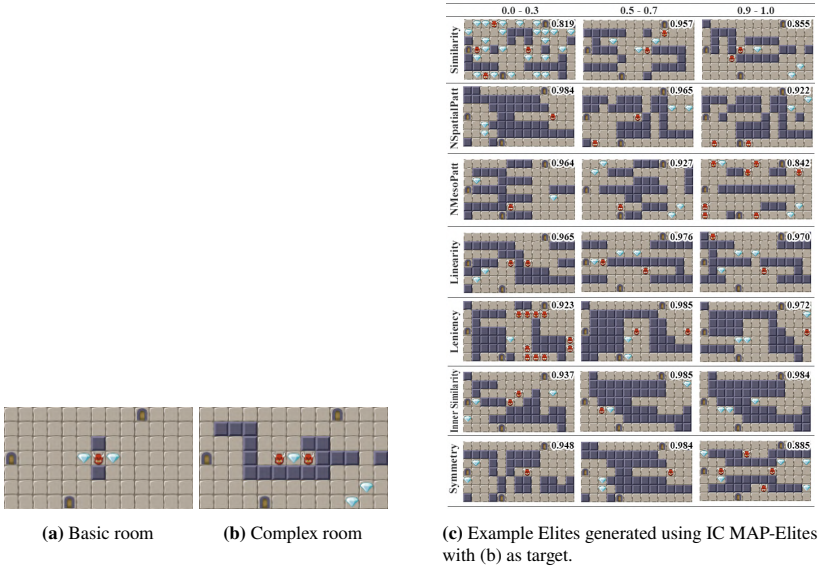 0.0 - 0.3 0.5 - 0.7 0.9 - 1.0
Similarity 0.819 0.957 0.855
NSpatialPatt 0.984 0.965 0.922
NMesoPatt 0.964 0.927 0.842
Linearity 0.965 0.976 0.970
Leniency 0.923 0.985 0.972
Inner Similarity 0.937 0.985 0.984
Symmetry 0.948 0.984 0.885
(a) Basic room
(b) Complex room
(c) Example Elites generated using IC MAP-Elites
with (b) as target.